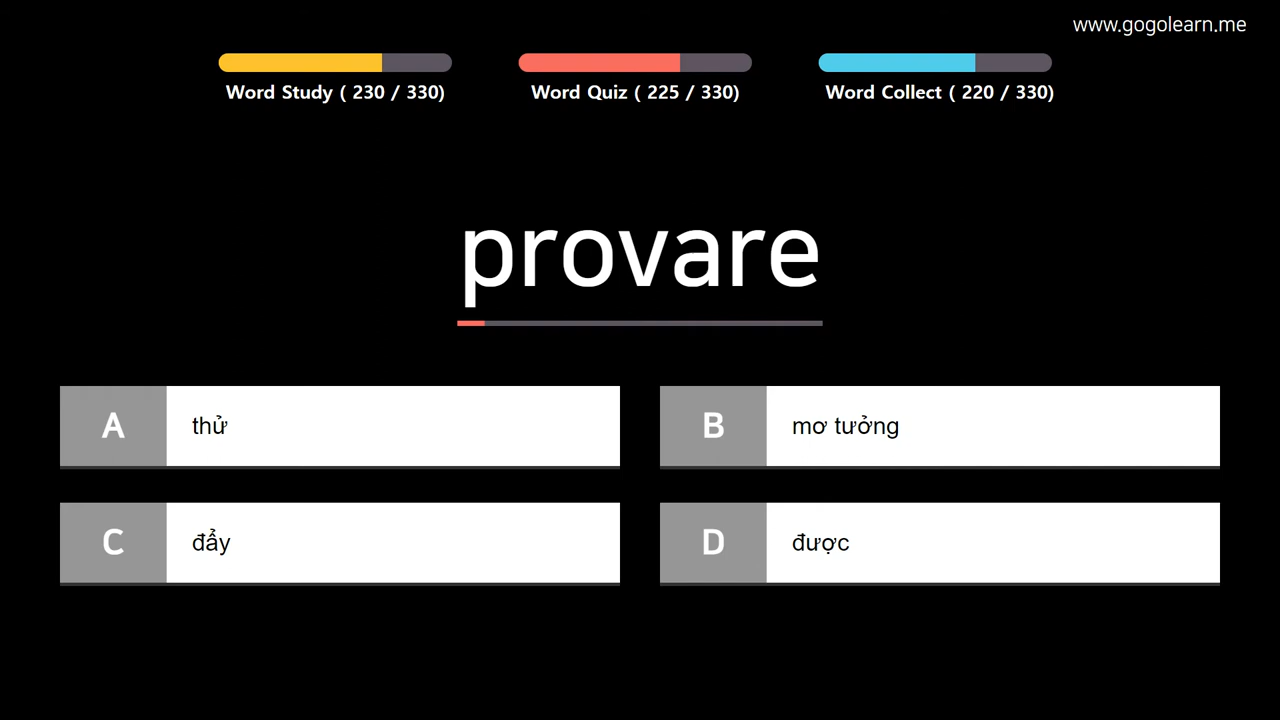 www.gogolearn.me
Word Study ( 230 / 330)
Word Quiz ( 225 / 330)
Word Collect ( 220 / 330)
provare
A thử
B mơ tưởng
C đẩy
D được